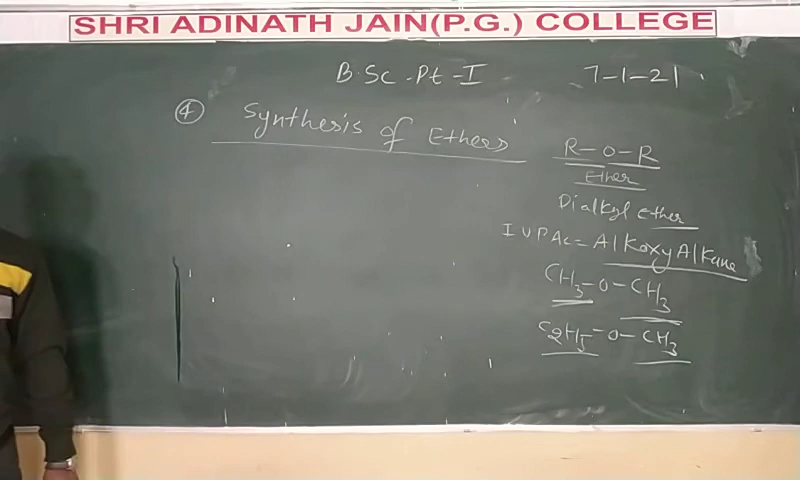 SHRI ADINATH JAIN(P.G.) COLLEGE
B.Sc-Pt-I 7-1-21
④ Synthesis of Ethers
R-O-R
Ether
Dialkyl ether
IUPAC= AlkoxyAlkane
CH3-O-CH3
C2H5-O-CH3